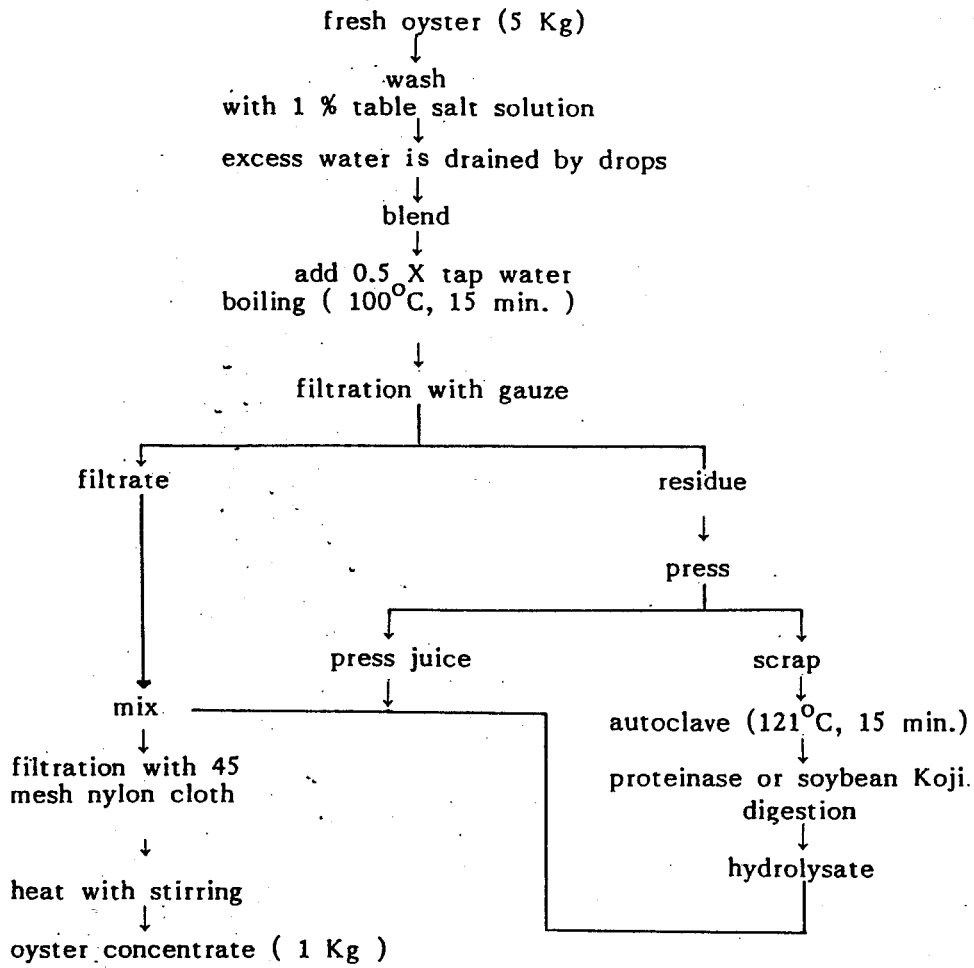 fresh oyster (5 Kg)
wash
with 1 % table salt solution
excess water is drained by drops
blend
add 0.5 X tap water
boiling ( 100°C, 15 min. )
filtration with gauze
filtrate
residue
press
press juice
scrap
mix
autoclave (121°C, 15 min.)
filtration with 45
mesh nylon cloth
proteinase or soybean Koji.
digestion
hydrolysate
heat with stirring
oyster concentrate ( 1 Kg )